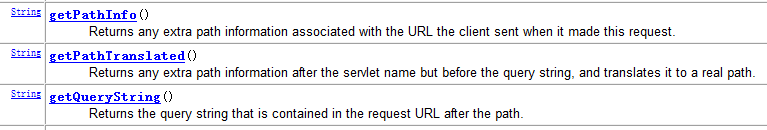 String getPathInfo()
Returns any extra path information associated with the URL the client sent when it made this request.
String getPathTranslated()
Returns any extra path information after the servlet name but before the query string, and translates it to a real path.
String getQueryString()
Returns the query string that is contained in the request URL after the path.